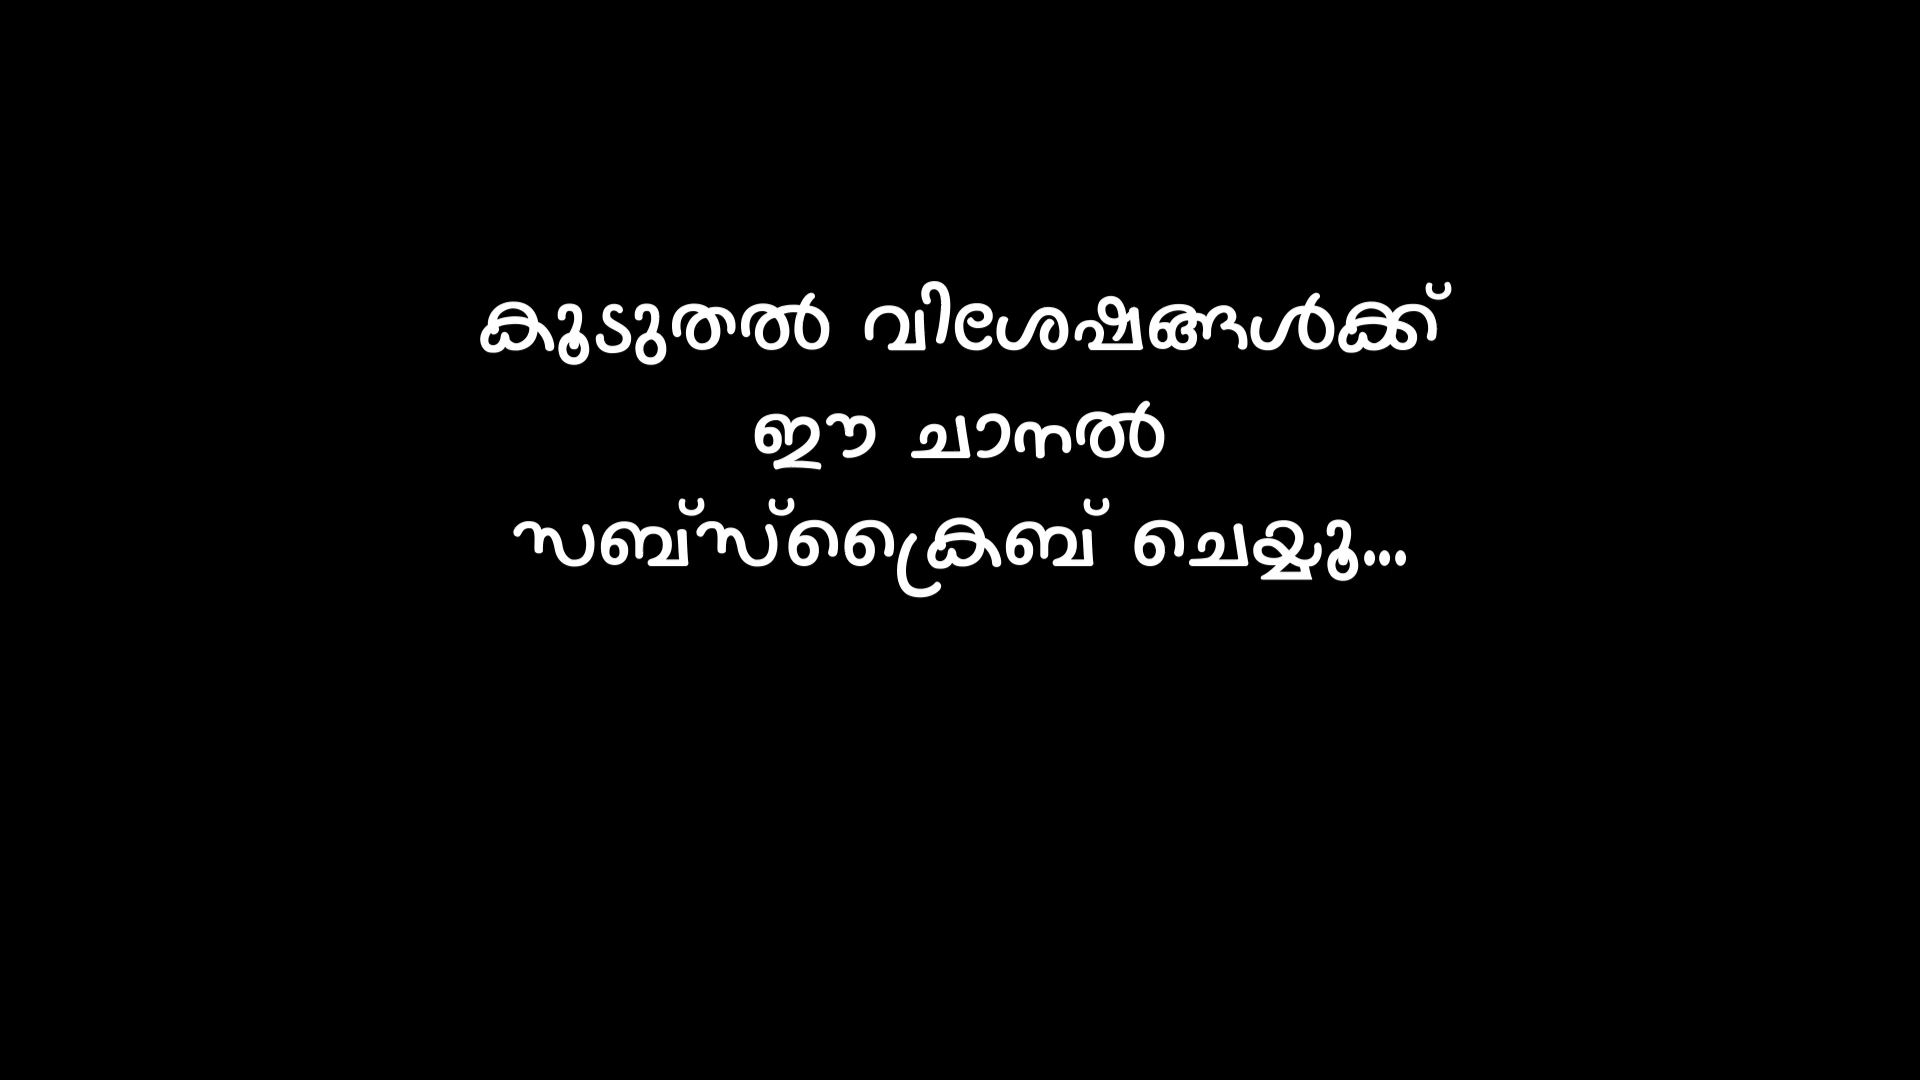 കൂടുതൽ വിശേഷങ്ങൾക്ക്
ഈ ചാനൽ
സബ്സ്ക്രൈബ് ചെയ്യൂ...